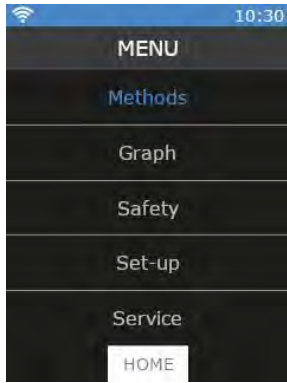 10:30
MENU
Methods
Graph
Safety
Set-up
Service
HOME